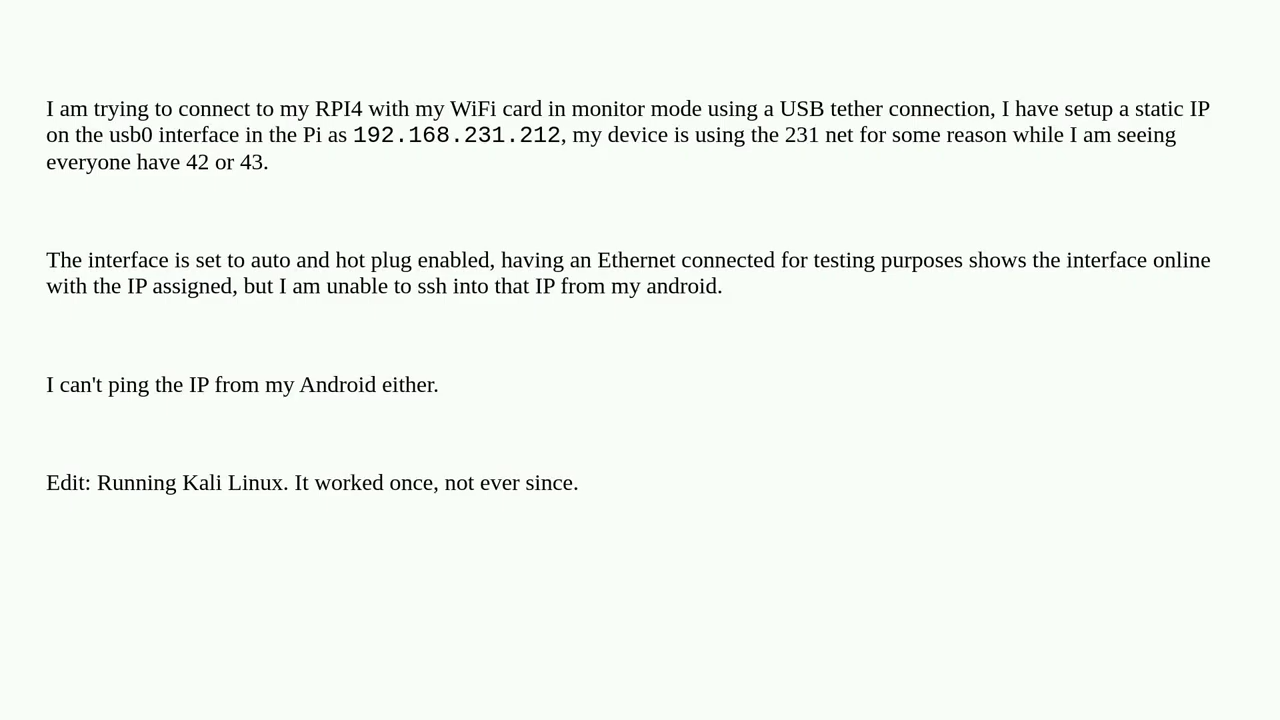 I am trying to connect to my RPI4 with my WiFi card in monitor mode using a USB tether connection, I have setup a static IP
on the usb0 interface in the Pi as 192.168.231.212, my device is using the 231 net for some reason while I am seeing
everyone have 42 or 43.
The interface is set to auto and hot plug enabled, having an Ethernet connected for testing purposes shows the interface online
with the IP assigned, but I am unable to ssh into that IP from my android.
I can't ping the IP from my Android either.
Edit: Running Kali Linux. It worked once, not ever since.